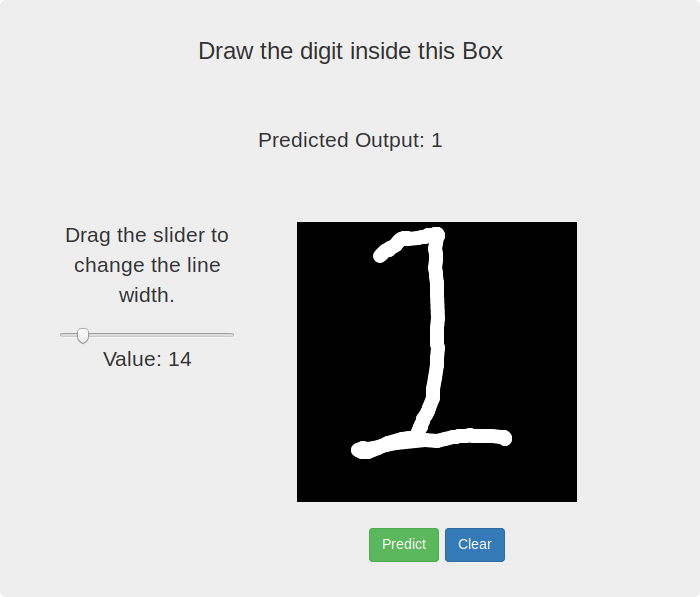 Draw the digit inside this Box
Predicted Output: 1
Drag the slider to
change the line
width.
Value: 14
1
Predict
Clear